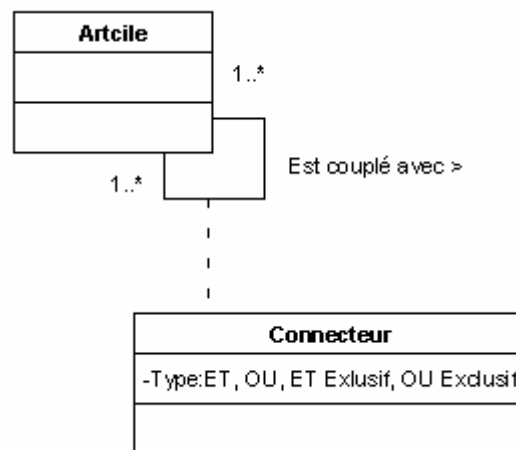 Artcile
1..*
Est couplé avec >
1..*
Connecteur
-Type:ET, OU, ET Exlusif, OU Exclusif